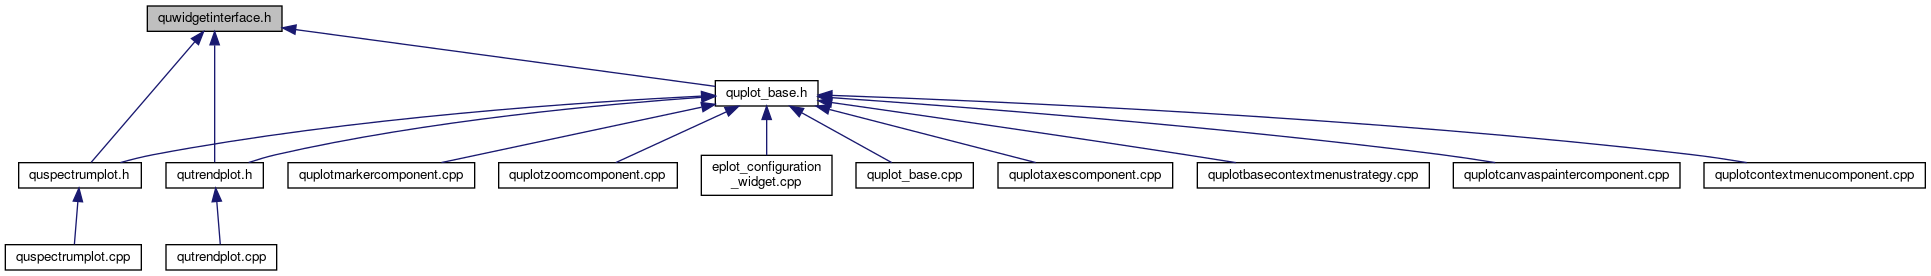 quwidgetinterface.h
quplot_base.h
quspectrumplot.h
qutrendplot.h
quplotmarkercomponent.cpp
quplotzoomcomponent.cpp
eplot_configuration
_widget.cpp
quplot_base.cpp
quplotaxescomponent.cpp
quplotbasecontextmenustrategy.cpp
quplotcanvaspaintercomponent.cpp
quplotcontextmenucomponent.cpp
quspectrumplot.cpp
qutrendplot.cpp